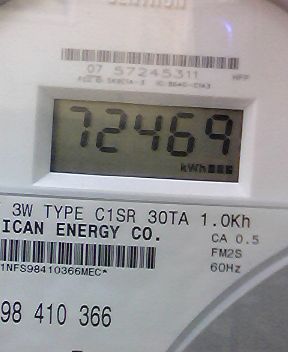 07 57245311 HPP
72469
kWh
3W TYPE C1SR 30TA 1.0Kh
ICAN ENERGY CO.
CA 0.5
FM2S
60Hz
1NFS98410366MEC*
98 410 366